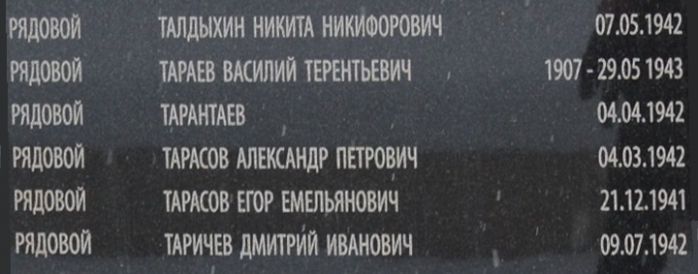 РЯДОВОЙ ТАЛДЫХИН НИКИТА НИКИФОРОВИЧ 07.05.1942
РЯДОВОЙ ТАРАЕВ ВАСИЛИЙ ТЕРЕНТЬЕВИЧ 1907 - 29.05 1943
РЯДОВОЙ ТАРАНТАЕВ 04.04.1942
РЯДОВОЙ ТАРАСОВ АЛЕКСАНДР ПЕТРОВИЧ 04.03.1942
РЯДОВОЙ ТАРАСОВ ЕГОР ЕМЕЛЬЯНОВИЧ 21.12.1941
РЯДОВОЙ ТАРИЧЕВ ДМИТРИЙ ИВАНОВИЧ 09.07.1942